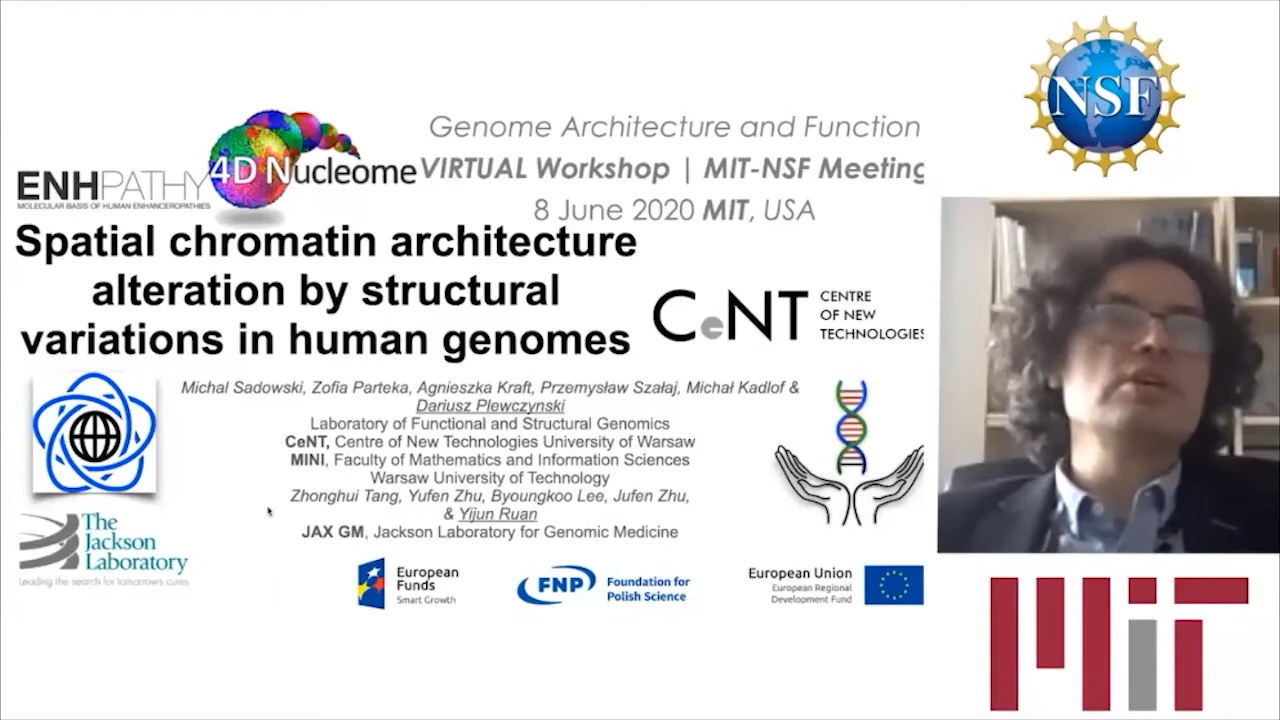 NSF
Genome Architecture and Function
VIRTUAL Workshop | MIT-NSF Meeting
8 June 2020 MIT, USA
ENHPATHY
MOLECULAR BASIS OF HUMAN ENHANCEROPATHIES
4D Nucleome
Spatial chromatin architecture
alteration by structural
variations in human genomes
CeNT
CENTRE
OF NEW
TECHNOLOGIES
Michal Sadowski, Zofia Parteka, Agnieszka Kraft, Przemysław Szałaj, Michał Kadlof &
Dariusz Plewczynski
Laboratory of Functional and Structural Genomics
CeNT, Centre of New Technologies University of Warsaw
MINI, Faculty of Mathematics and Information Sciences
Warsaw University of Technology
Zhonghui Tang, Yufen Zhu, Byoungkoo Lee, Jufen Zhu,
& Yijun Ruan
JAX GM, Jackson Laboratory for Genomic Medicine
The
Jackson
Laboratory
Leading the search for tomorrow's cures
European
Funds
Smart Growth
FNP
Foundation for
Polish Science
European Union
European Regional
Development Fund
MIT